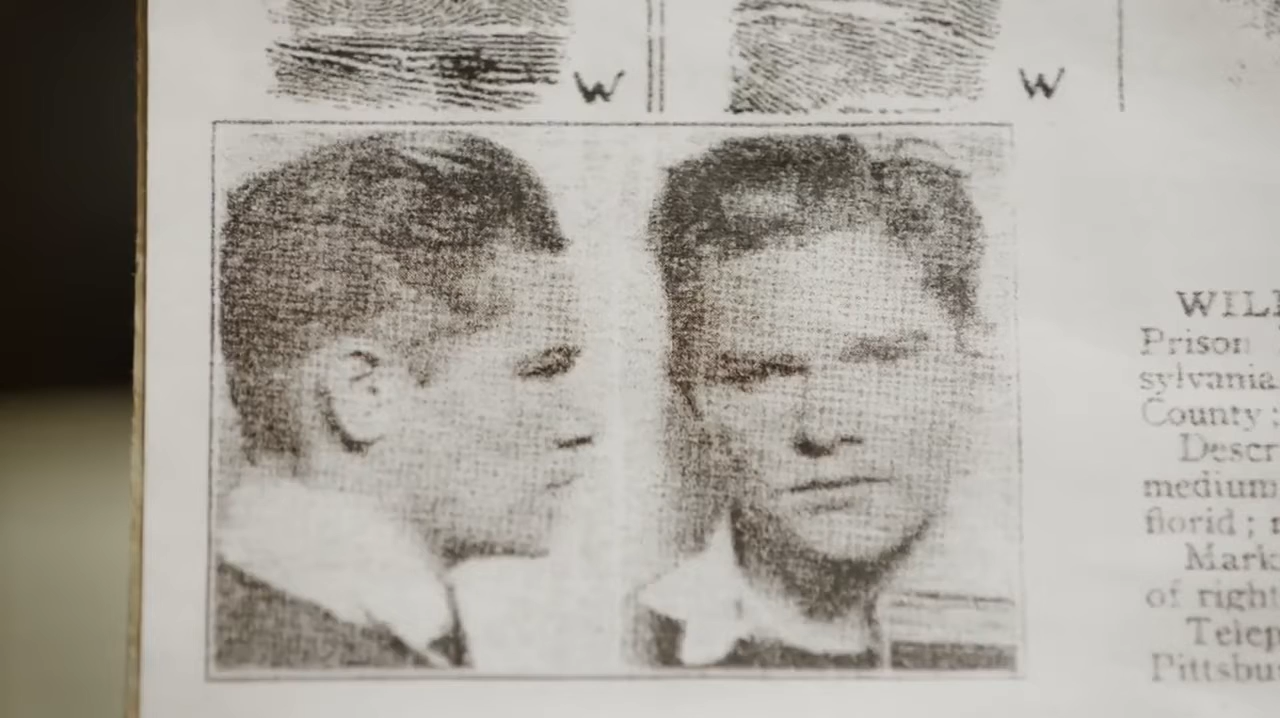 W W
WIL
Prison
sylvania
County
Descr
medium
florid;
Mark
of right
Telep
Pittsbu